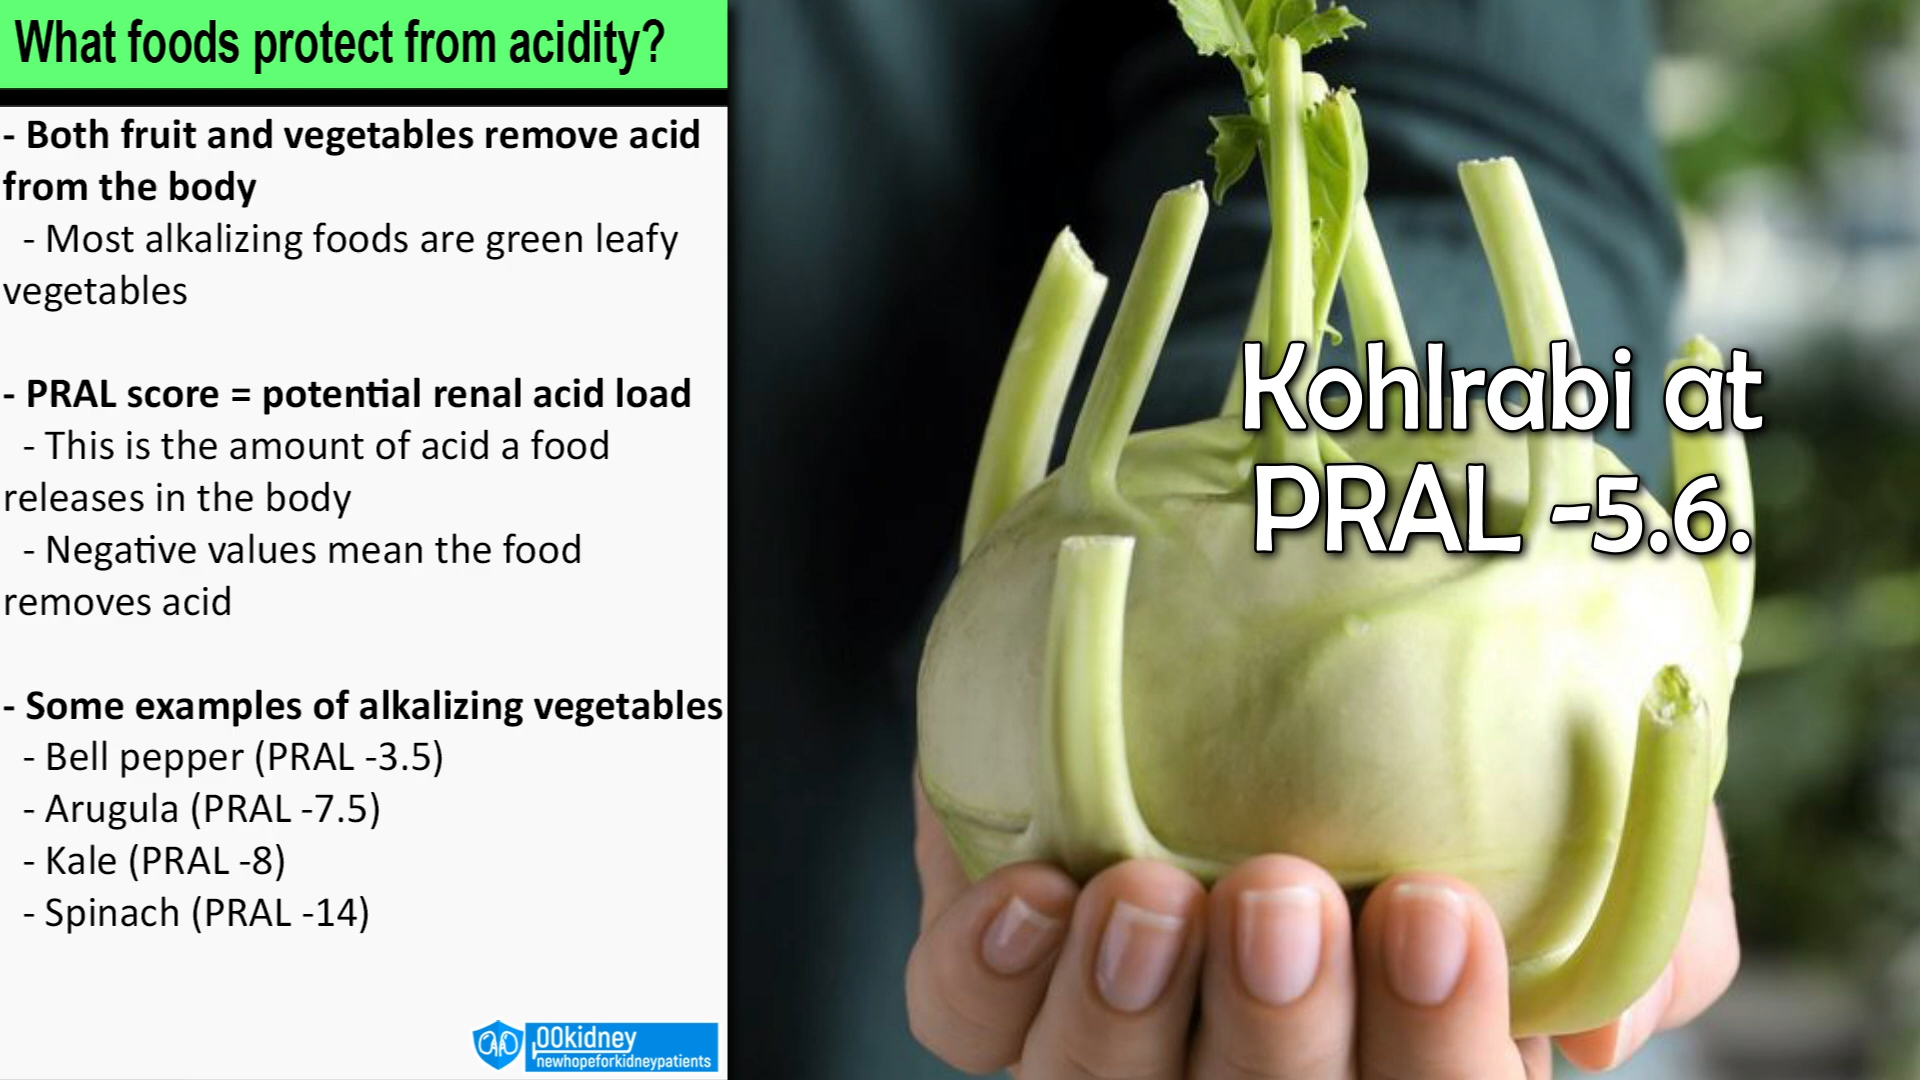 What foods protect from acidity?
- Both fruit and vegetables remove acid
from the body
- Most alkalizing foods are green leafy
vegetables
- PRAL score = potential renal acid load
- This is the amount of acid a food
releases in the body
- Negative values mean the food
removes acid
- Some examples of alkalizing vegetables
- Bell pepper (PRAL -3.5)
- Arugula (PRAL -7.5)
- Kale (PRAL -8)
- Spinach (PRAL -14)
Kohlrabi at
PRAL -5.6.
00kidney
newhopeforkidneypatients